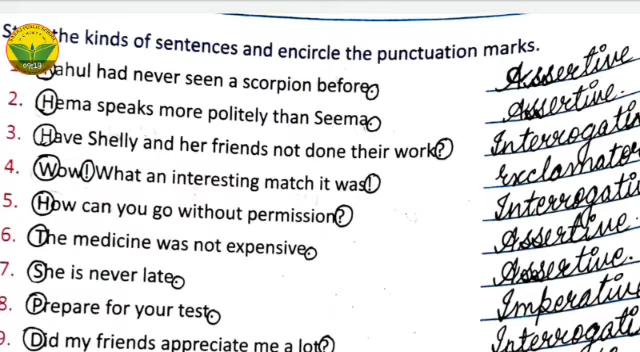 the kinds of sentences and encircle the punctuation marks.
Rahul had never seen a scorpion before. Assertive
2. Hema speaks more politely than Seema. Assertive.
3. Have Shelly and her friends not done their work? Interrogati
4. Wow! What an interesting match it was! Exclamator
5. How can you go without permission? Interrogati
6. The medicine was not expensive. Assertive.
7. She is never late. Assertive.
8. Prepare for your test. Imperative
9. Did my friends appreciate me a lot? Interrogati
09:19